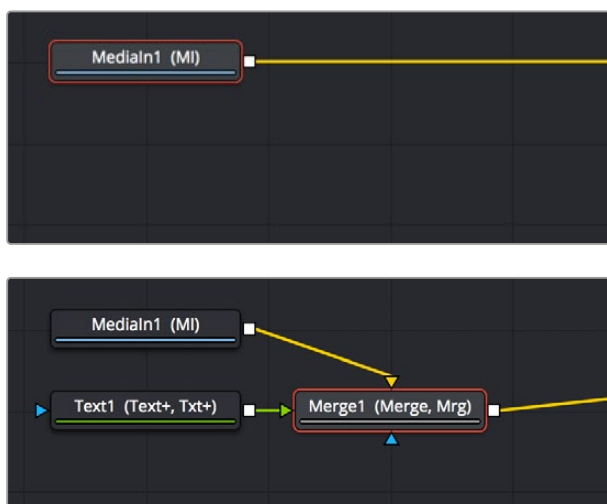 MediaIn1 (MI)
MediaIn1 (MI)
Text1 (Text+, Txt+)
Merge1 (Merge, Mrg)